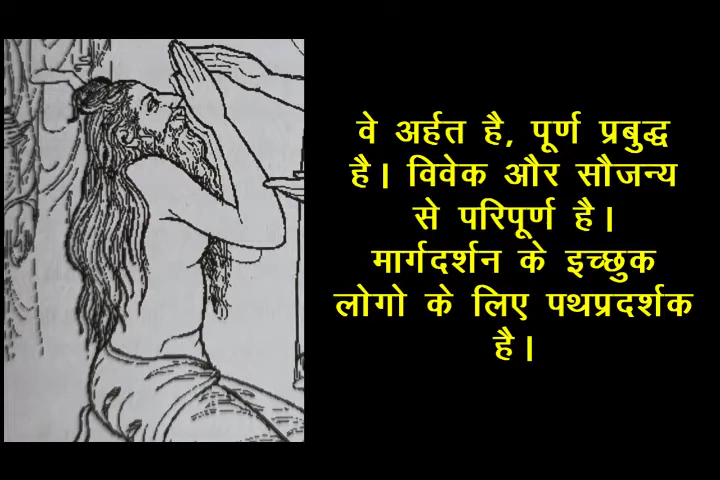 वे अर्हत है, पूर्ण प्रबुद्ध
है। विवेक और सौजन्य
से परिपूर्ण है।
मार्गदर्शन के इच्छुक
लोगो के लिए पथप्रदर्शक
है।